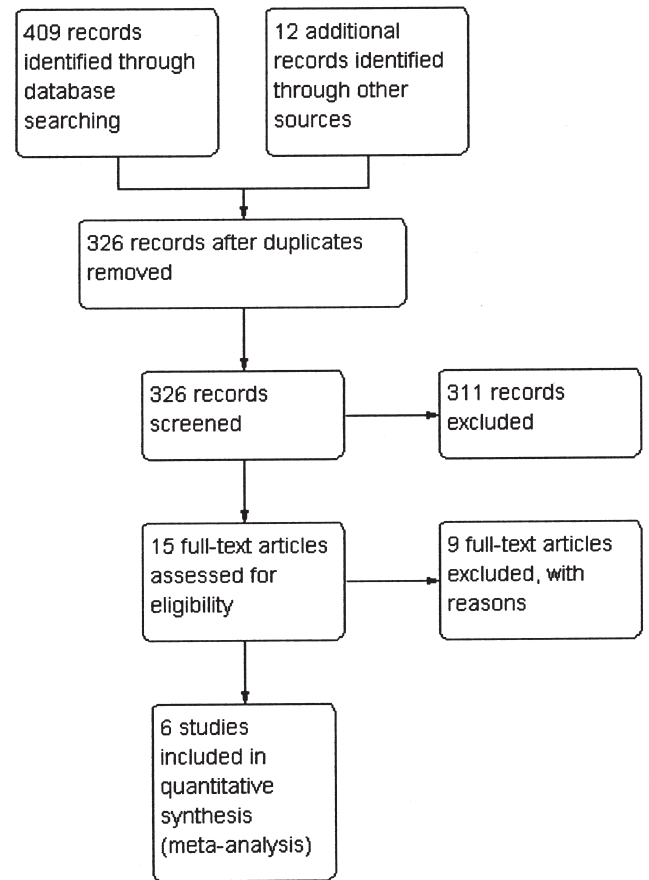 409 records
identified through
database
searching
12 additional
records identified
through other
sources
326 records after duplicates
removed
326 records
screened
311 records
excluded
15 full-text articles
assessed for
eligibility
9 full-text articles
excluded, with
reasons
6 studies
included in
quantitative
synthesis
(meta-analysis)